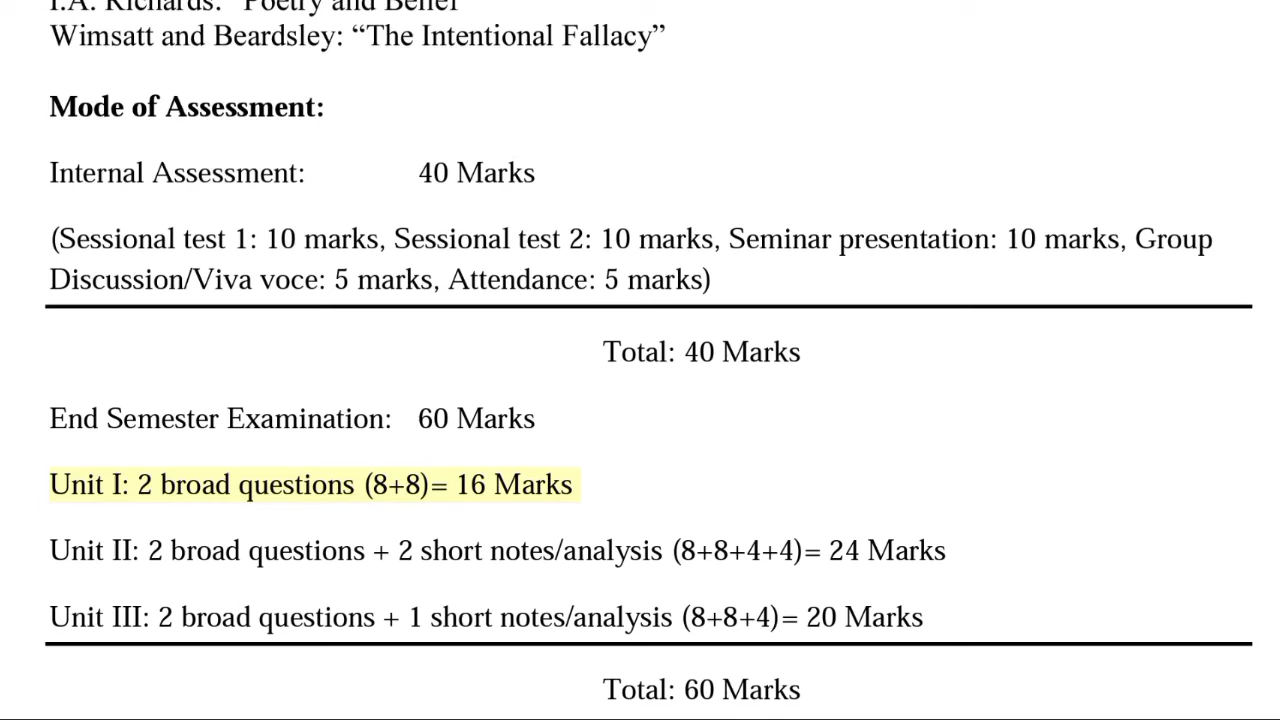 I.A. Richards: "Poetry and Belief"
Wimsatt and Beardsley: “The Intentional Fallacy”
Mode of Assessment:
Internal Assessment: 40 Marks
(Sessional test 1: 10 marks, Sessional test 2: 10 marks, Seminar presentation: 10 marks, Group
Discussion/Viva voce: 5 marks, Attendance: 5 marks)
Total: 40 Marks
End Semester Examination: 60 Marks
Unit I: 2 broad questions (8+8)= 16 Marks
Unit II: 2 broad questions + 2 short notes/analysis (8+8+4+4)= 24 Marks
Unit III: 2 broad questions + 1 short notes/analysis (8+8+4)= 20 Marks
Total: 60 Marks